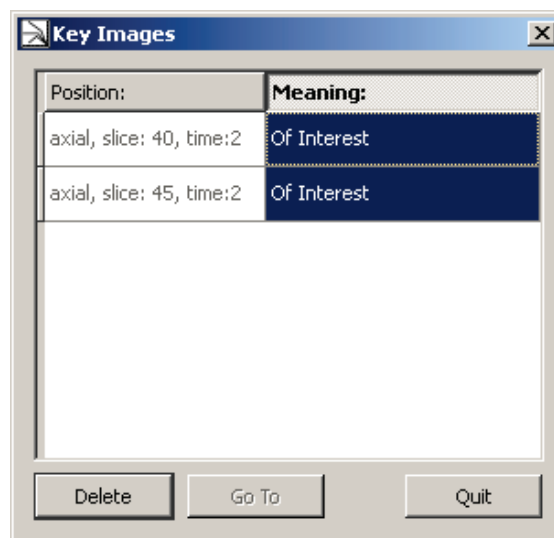 Key Images
Position: Meaning:
axial, slice: 40, time:2 Of Interest
axial, slice: 45, time:2 Of Interest
Delete Go To Quit